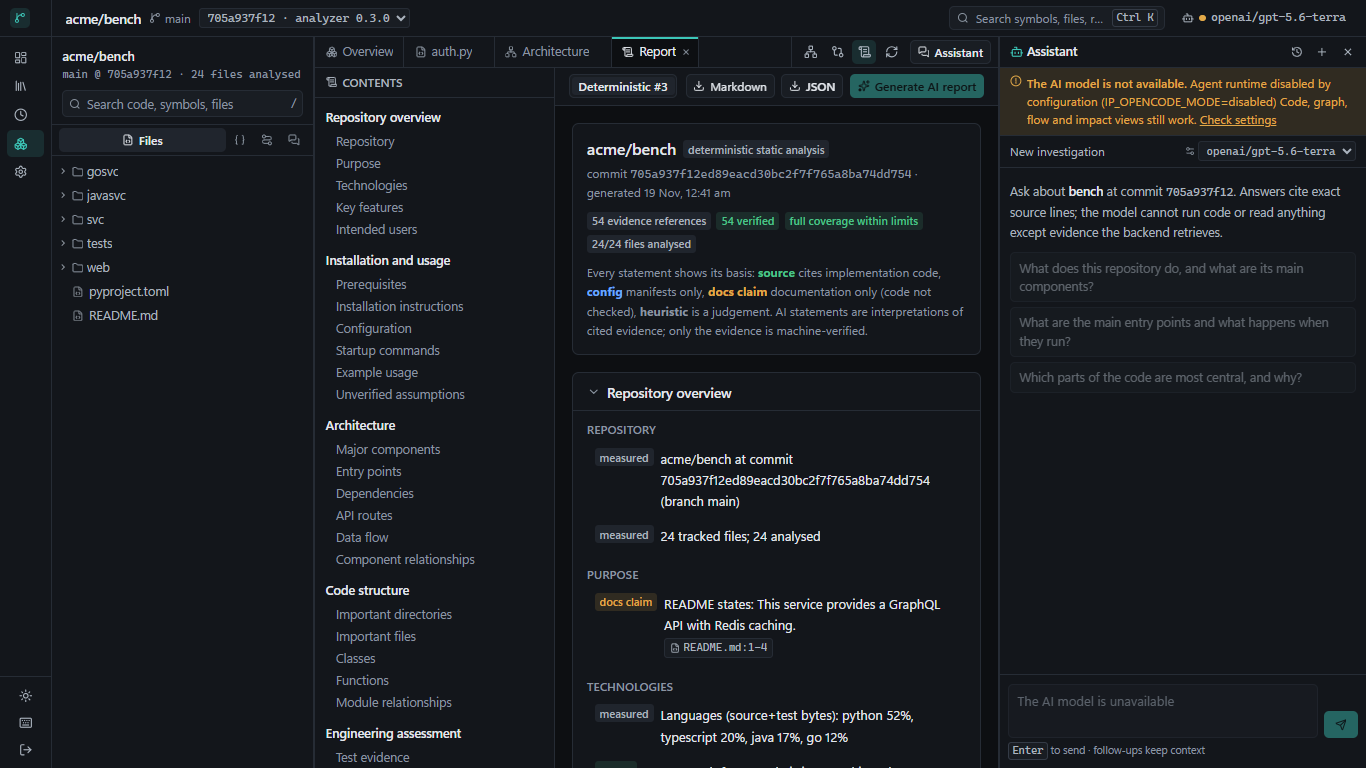 acme/bench main 705a937f12 · analyzer 0.3.0 Search symbols, files, r... Ctrl K openai/gpt-5.6-terra
acme/bench
main @ 705a937f12 · 24 files analysed
Search code, symbols, files /
Files
gosvc
javasvc
svc
tests
web
pyproject.toml
README.md
Overview auth.py Architecture Report × Assistant
CONTENTS
Repository overview
Repository
Purpose
Technologies
Key features
Intended users
Installation and usage
Prerequisites
Installation instructions
Configuration
Startup commands
Example usage
Unverified assumptions
Architecture
Major components
Entry points
Dependencies
API routes
Data flow
Component relationships
Code structure
Important directories
Important files
Classes
Functions
Module relationships
Engineering assessment
Test evidence
Deterministic #3 Markdown JSON Generate AI report
acme/bench deterministic static analysis
commit 705a937f12ed89eacd30bc2f7f765a8ba74dd754 ·
generated 19 Nov, 12:41 am
54 evidence references 54 verified full coverage within limits
24/24 files analysed
Every statement shows its basis: source cites implementation code,
config manifests only, docs claim documentation only (code not
checked), heuristic is a judgement. AI statements are interpretations of
cited evidence; only the evidence is machine-verified.
Repository overview
REPOSITORY
measured acme/bench at commit
705a937f12ed89eacd30bc2f7f765a8ba74dd754
(branch main)
measured 24 tracked files; 24 analysed
PURPOSE
docs claim README states: This service provides a GraphQL
API with Redis caching.
README.md:1-4
TECHNOLOGIES
measured Languages (source+test bytes): python 52%,
typescript 20%, java 17%, go 12%
Assistant
The AI model is not available. Agent runtime disabled by
configuration (IP_OPENCODE_MODE=disabled) Code, graph,
flow and impact views still work. Check settings
New investigation openai/gpt-5.6-terra
Ask about bench at commit 705a937f12. Answers cite exact
source lines; the model cannot run code or read anything
except evidence the backend retrieves.
What does this repository do, and what are its main
components?
What are the main entry points and what happens when
they run?
Which parts of the code are most central, and why?
The AI model is unavailable
Enter to send · follow-ups keep context